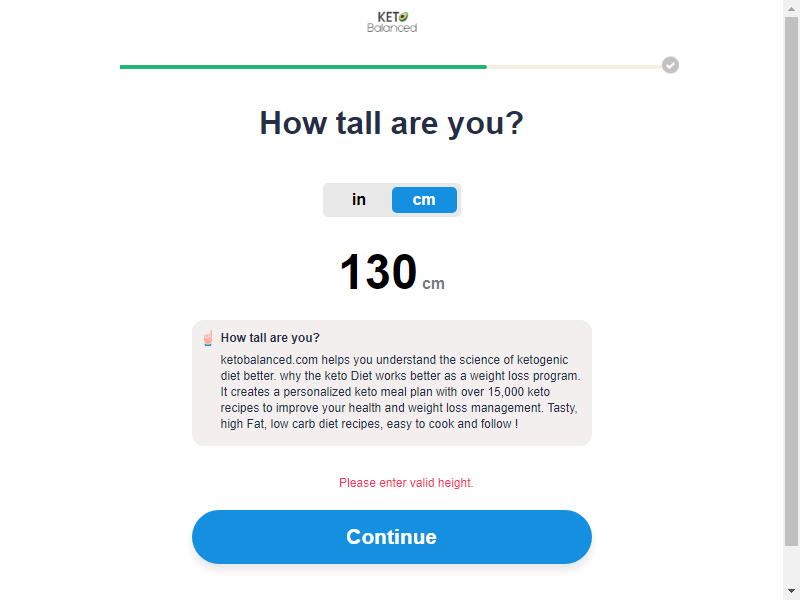 KETO
Balanced
How tall are you?
in
cm
130 cm
How tall are you?
ketobalanced.com helps you understand the science of ketogenic
diet better. why the keto Diet works better as a weight loss program.
It creates a personalized keto meal plan with over 15,000 keto
recipes to improve your health and weight loss management. Tasty,
high Fat, low carb diet recipes, easy to cook and follow !
Please enter valid height.
Continue